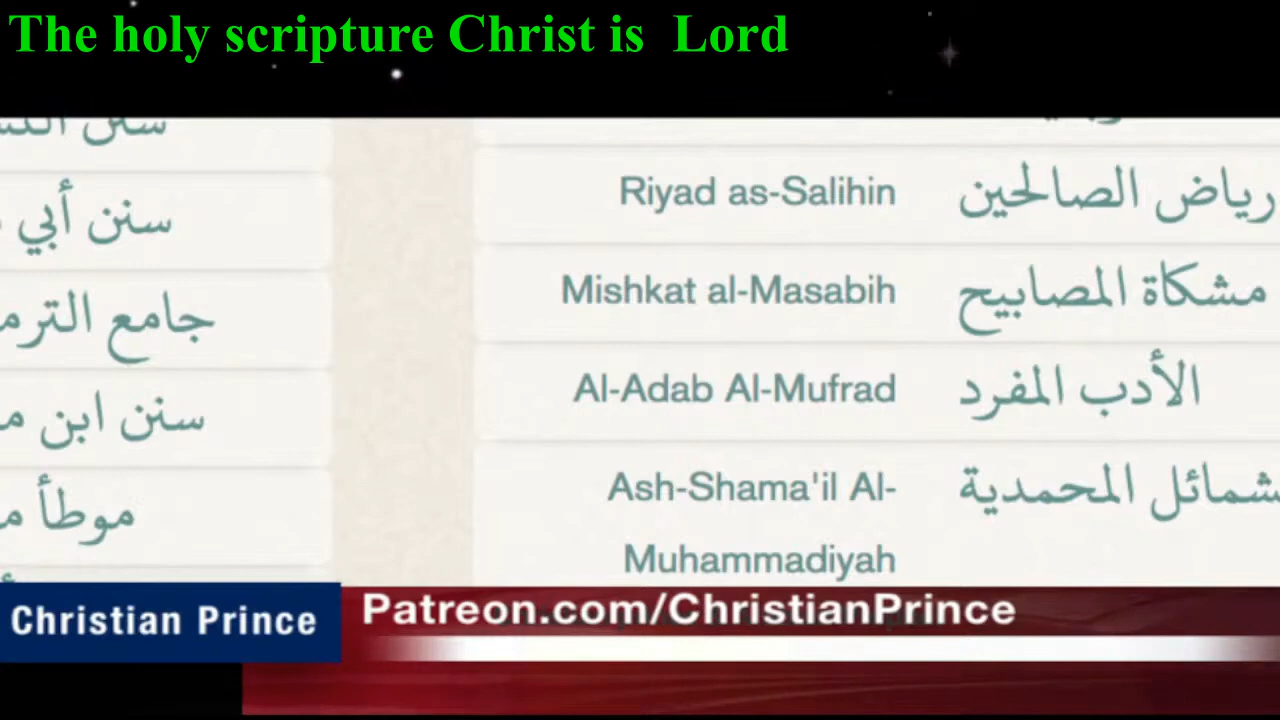 The holy scripture Christ is Lord
سنن
سنن أبي
Riyad as-Salihin
رياض الصالحين
جامع
Mishkat al-Masabih
مشكاة المصابيح
سنن ابن
Al-Adab Al-Mufrad
الأدب المفرد
موطأ
Ash-Shama'il Al-
المحمدية
Muhammadiyah
Christian Prince
Patreon.com/ChristianPrince